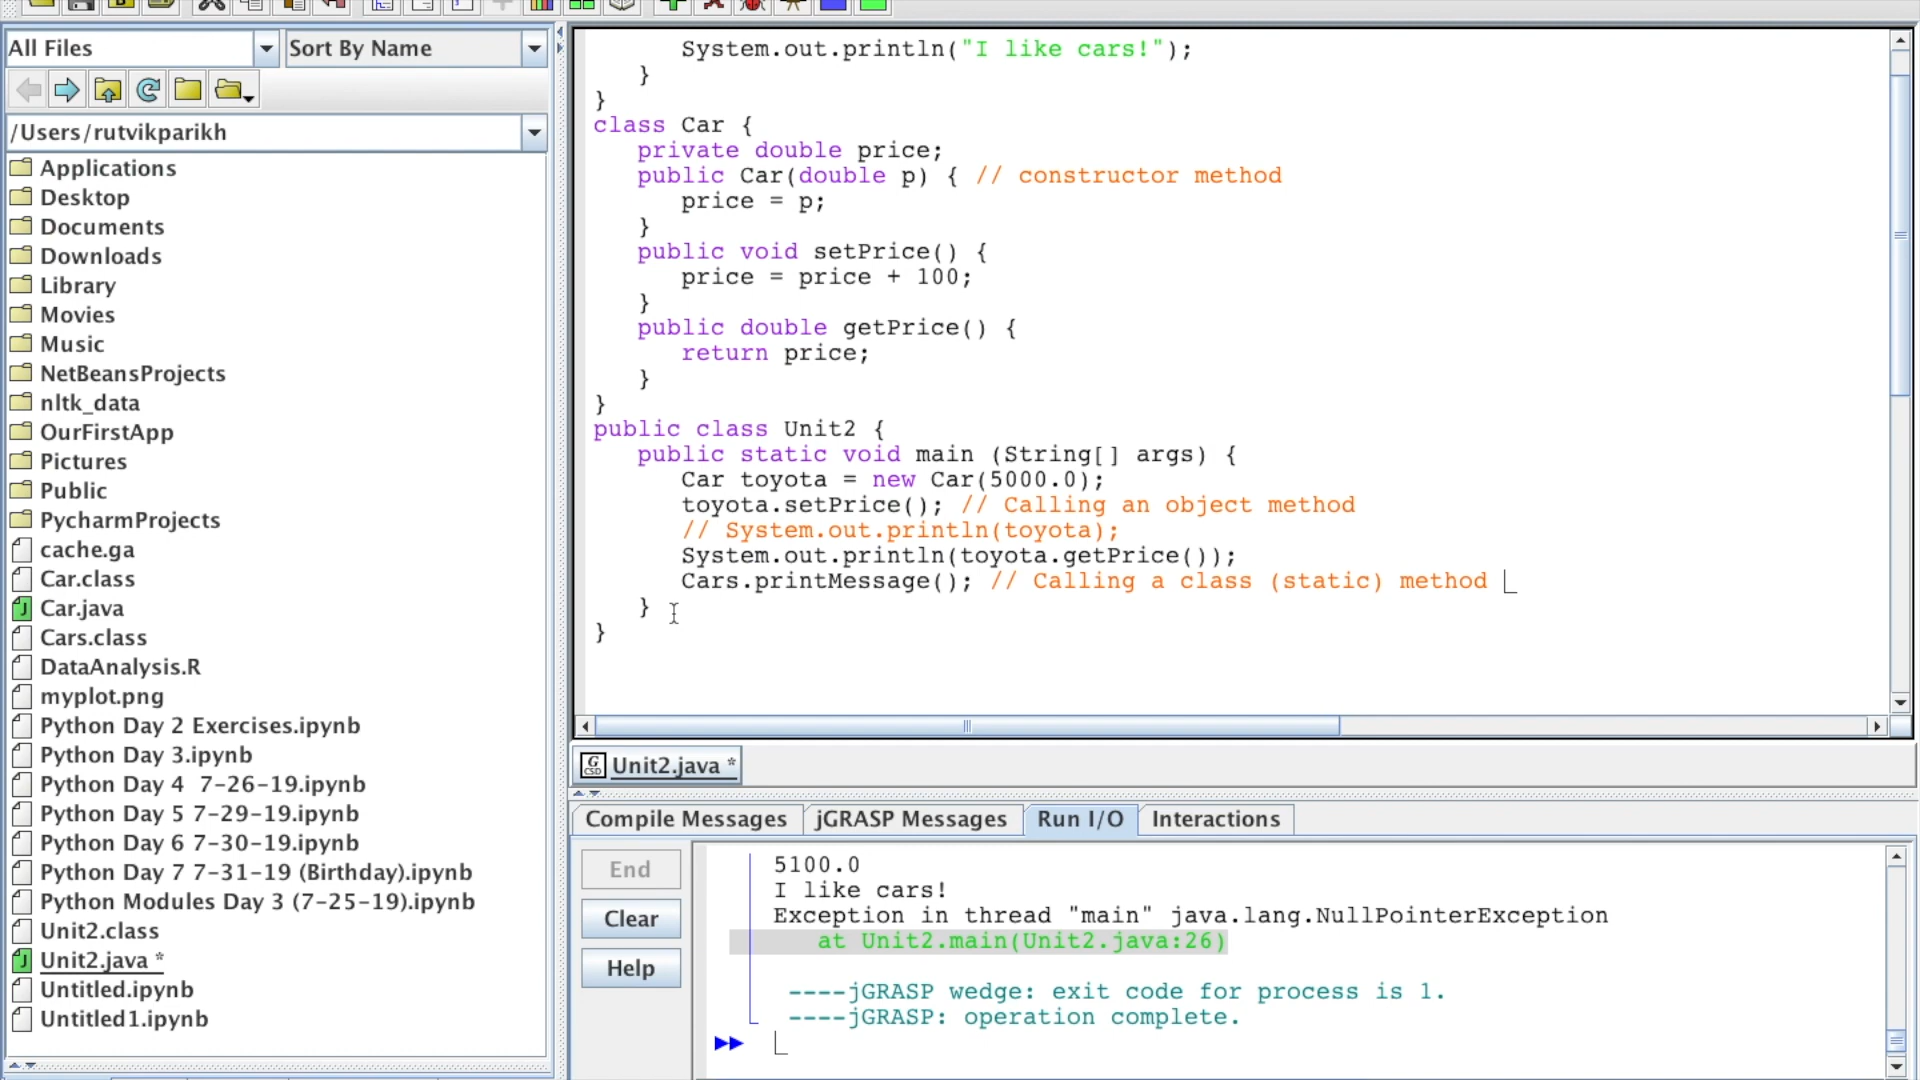 All Files
Sort By Name
/Users/rutvikparikh
Applications
Desktop
Documents
Downloads
Library
Movies
Music
NetBeansProjects
nltk_data
OurFirstApp
Pictures
Public
PycharmProjects
cache.ga
Car.class
Car.java
Cars.class
DataAnalysis.R
myplot.png
Python Day 2 Exercises.ipynb
Python Day 3.ipynb
Python Day 4  7-26-19.ipynb
Python Day 5 7-29-19.ipynb
Python Day 6 7-30-19.ipynb
Python Day 7 7-31-19 (Birthday).ipynb
Python Modules Day 3 (7-25-19).ipynb
Unit2.class
Unit2.java *
Untitled.ipynb
Untitled1.ipynb
System.out.println("I like cars!");
}
}
class Car {
private double price;
public Car(double p) { // constructor method
price = p;
}
public void setPrice() {
price = price + 100;
}
public double getPrice() {
return price;
}
}
public class Unit2 {
public static void main (String[] args) {
Car toyota = new Car(5000.0);
toyota.setPrice(); // Calling an object method
// System.out.println(toyota);
System.out.println(toyota.getPrice());
Cars.printMessage(); // Calling a class (static) method
}
}
G CSD Unit2.java *
Compile Messages
jGRASP Messages
Run I/O
Interactions
End
Clear
Help
5100.0
I like cars!
Exception in thread "main" java.lang.NullPointerException
at Unit2.main(Unit2.java:26)
----jGRASP wedge: exit code for process is 1.
----jGRASP: operation complete.